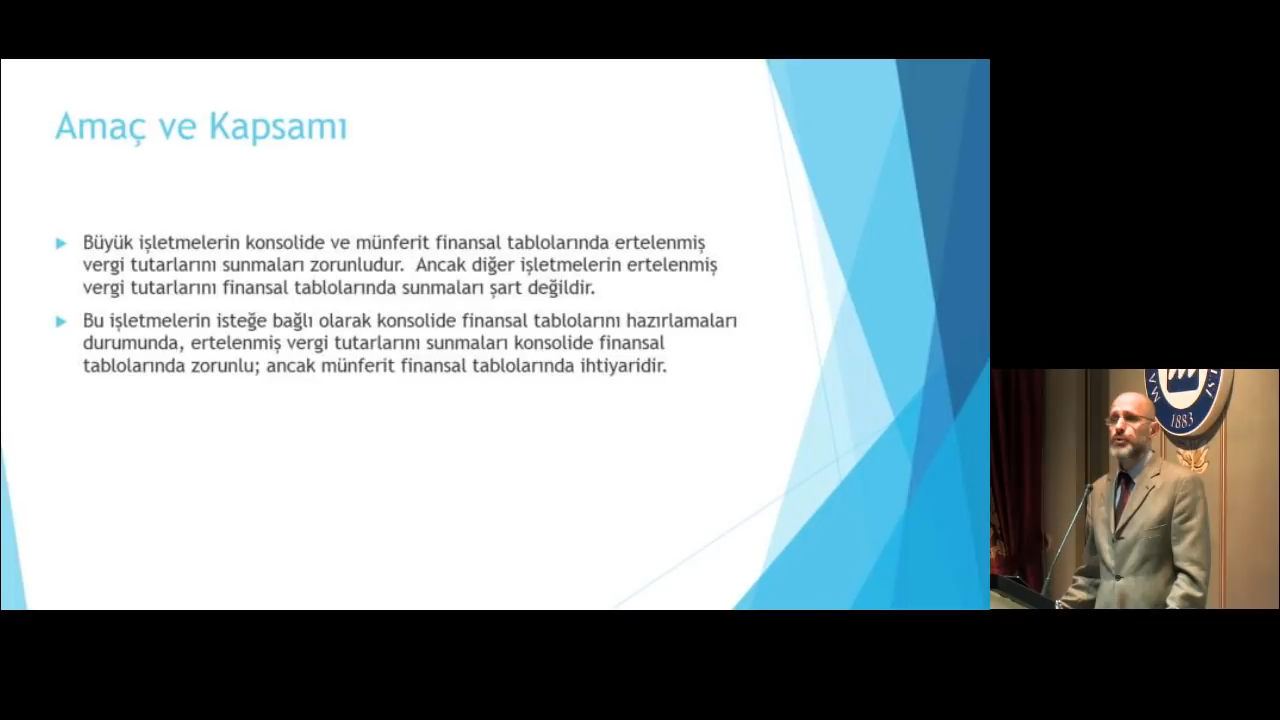 Amaç ve Kapsamı
Büyük işletmelerin konsolide ve münferit finansal tablolarında ertelenmiş
vergi tutarlarını sunmaları zorunludur. Ancak diğer işletmelerin ertelenmiş
vergi tutarlarını finansal tablolarında sunmaları şart değildir.
Bu işletmelerin isteğe bağlı olarak konsolide finansal tablolarını hazırlamaları
durumunda, ertelenmiş vergi tutarlarını sunmaları konsolide finansal
tablolarında zorunlu; ancak münferit finansal tablolarında ihtiyaridir.
1883